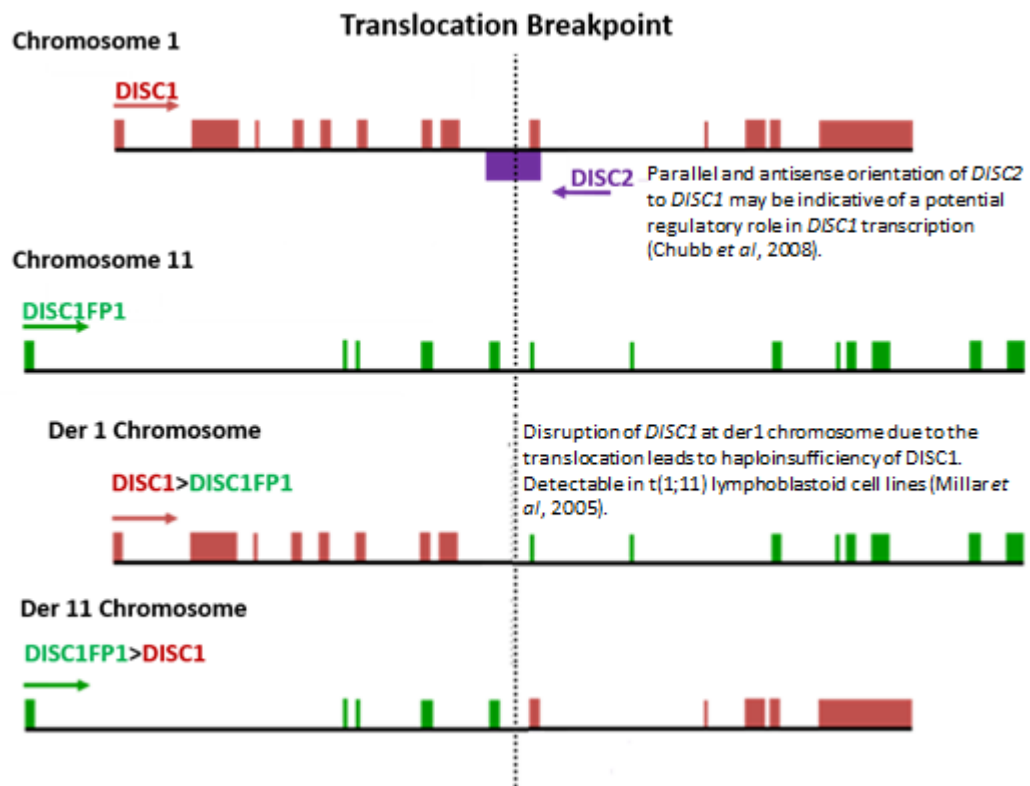 Translocation Breakpoint
Chromosome 1
DISC1
DISC2
Parallel and antisense orientation of DISC2
to DISC1 may be indicative of a potential
regulatory role in DISC1 transcription
(Chubb et al, 2008).
Chromosome 11
DISC1FP1
Der 1 Chromosome
Disruption of DISC1 at der1 chromosome due to the
translocation leads to haploinsufficiency of DISC1.
Detectable in t(1;11) lymphoblastoid cell lines (Millar et
al, 2005).
DISC1>DISC1FP1
Der 11 Chromosome
DISC1FP1>DISC1